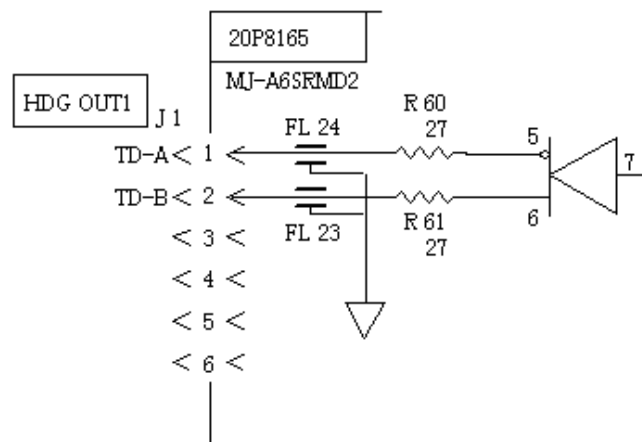 20P8165
MJ-A6SRMD2
HDG OUT1
J 1
FL 24
R 60
27
TD-A < 1 <
5
7
TD-B < 2 <
6
FL 23
R 61
27
< 3 <
< 4 <
< 5 <
< 6 <